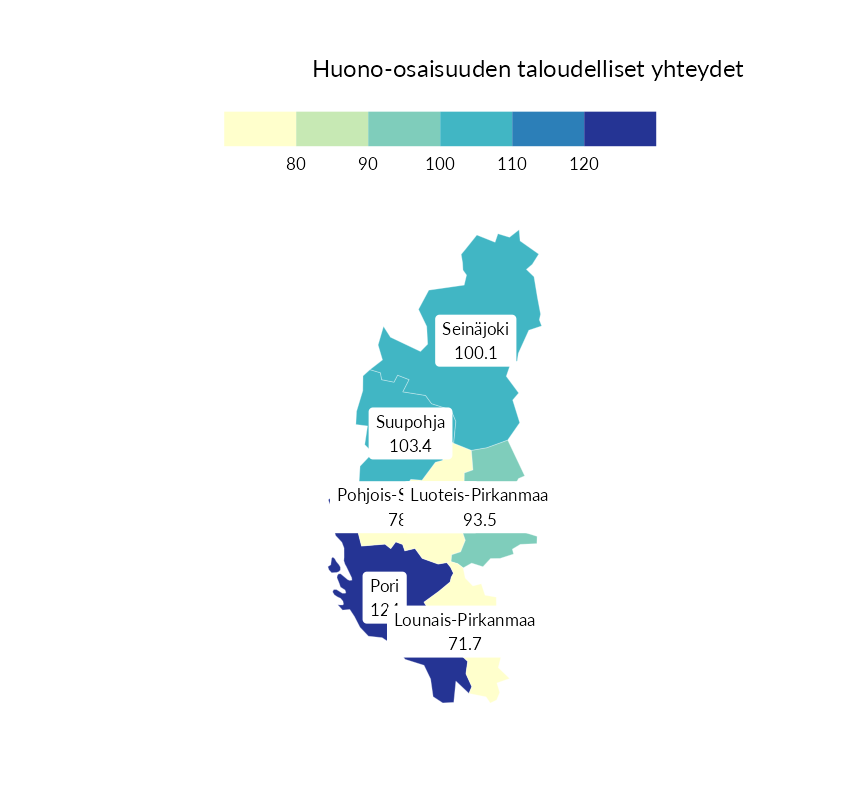 Huono-osaisuuden taloudelliset yhteydet
80 90 100 110 120
Seinäjoki
100.1
Suupohja
103.4
Luoteis-Pirkanmaa
93.5
Pori
Lounais-Pirkanmaa
71.7